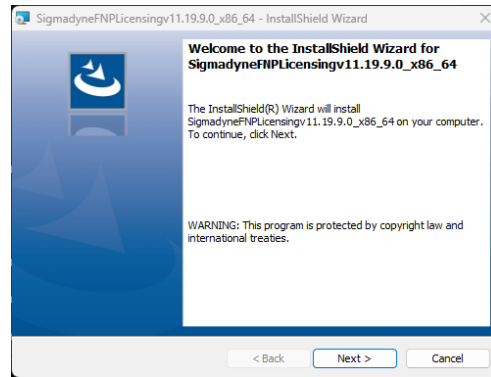 SigmadyneFNPLicensingv11.19.9.0_x86_64 - InstallShield Wizard
Welcome to the InstallShield Wizard for
SigmadyneFNPLicensingv11.19.9.0_x86_64
The InstallShield(R) Wizard will install
SigmadyneFNPLicensingv11.19.9.0_x86_64 on your computer.
To continue, click Next.
WARNING: This program is protected by copyright law and
international treaties.
< Back
Next >
Cancel